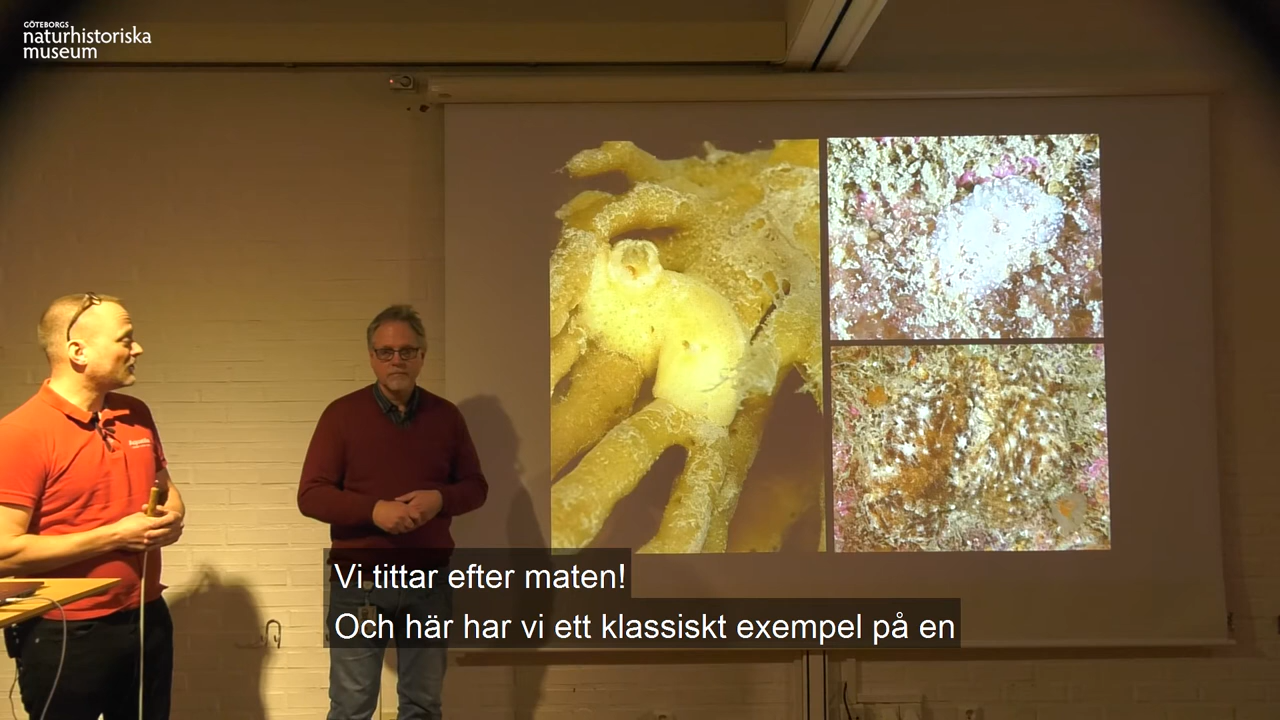 GÖTEBORGS
naturhistoriska
museum
Vi tittar efter maten!
Och här har vi ett klassiskt exempel på en